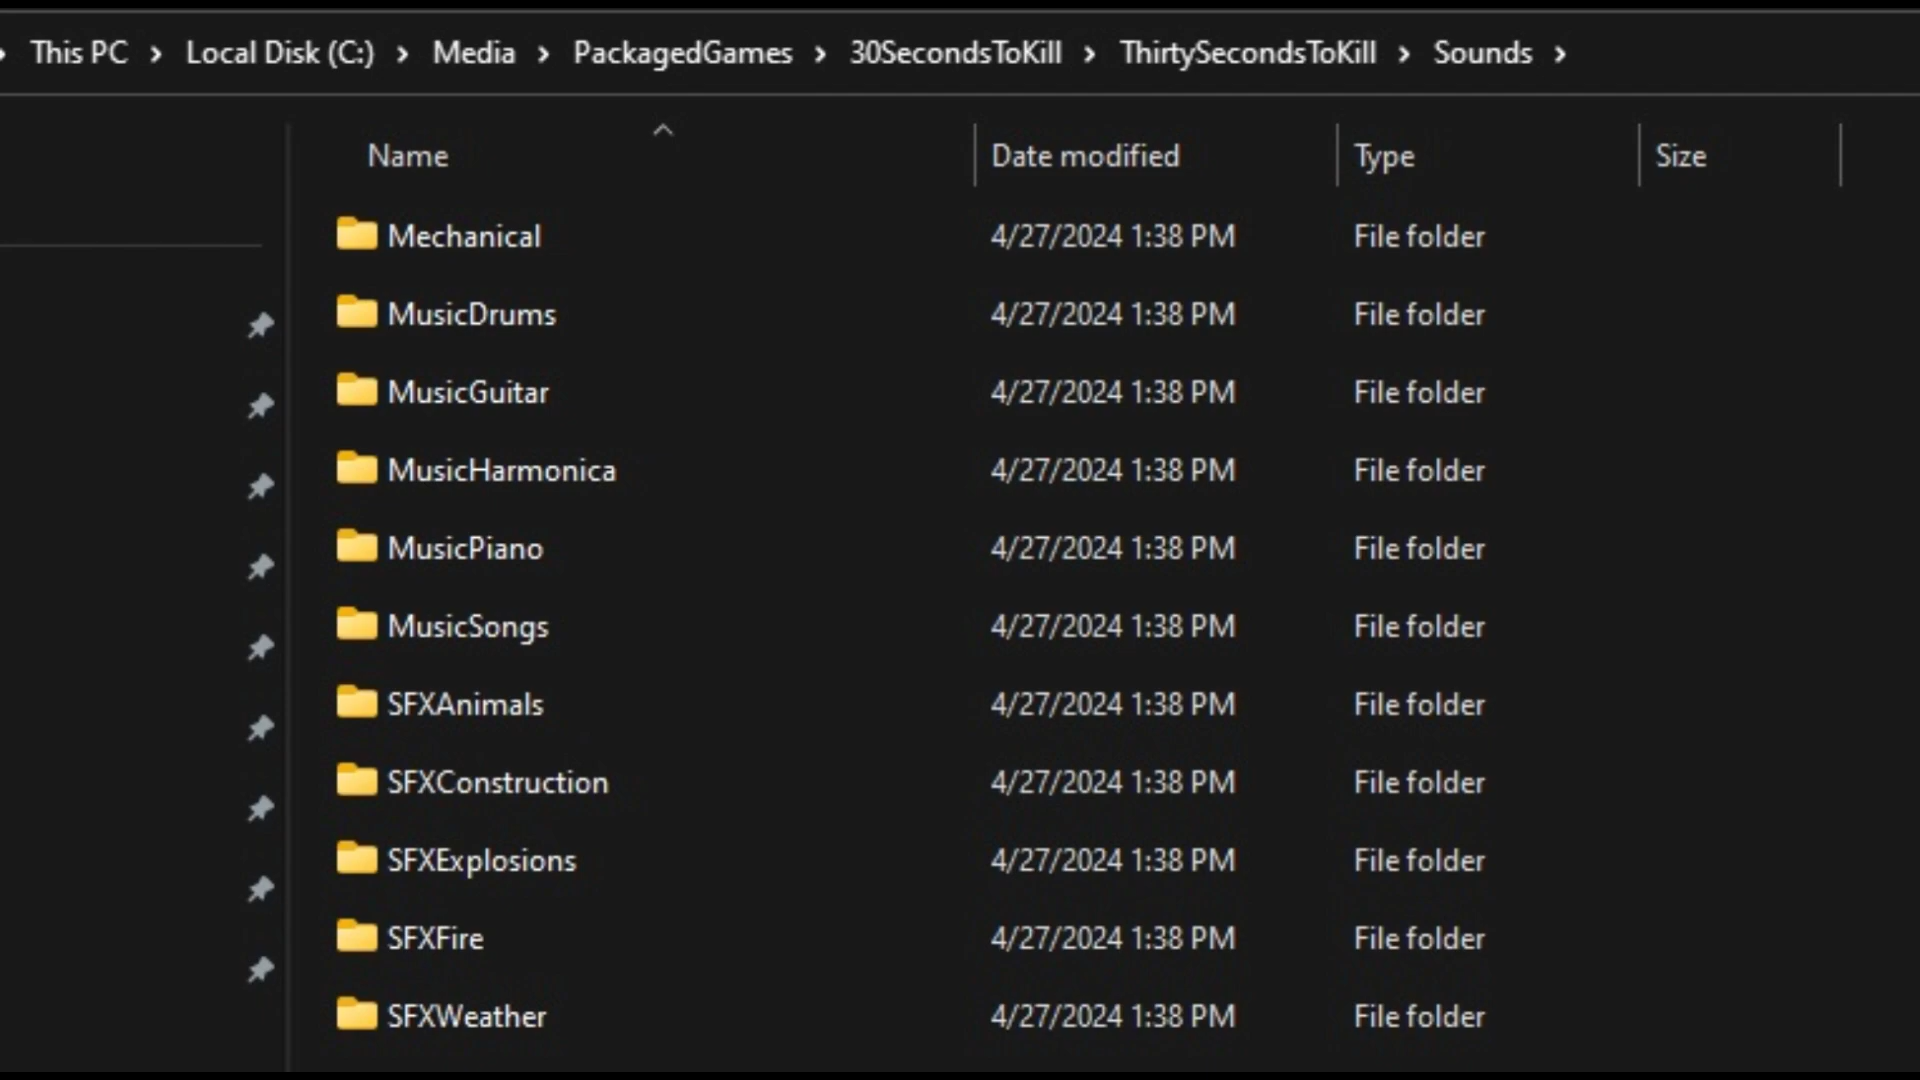 This PC > Local Disk (C:) > Media > PackagedGames > 30SecondsToKill > ThirtySecondsToKill > Sounds >
Name Date modified Type Size
Mechanical 4/27/2024 1:38 PM File folder
MusicDrums 4/27/2024 1:38 PM File folder
MusicGuitar 4/27/2024 1:38 PM File folder
MusicHarmonica 4/27/2024 1:38 PM File folder
MusicPiano 4/27/2024 1:38 PM File folder
MusicSongs 4/27/2024 1:38 PM File folder
SFXAnimals 4/27/2024 1:38 PM File folder
SFXConstruction 4/27/2024 1:38 PM File folder
SFXExplosions 4/27/2024 1:38 PM File folder
SFXFire 4/27/2024 1:38 PM File folder
SFXWeather 4/27/2024 1:38 PM File folder